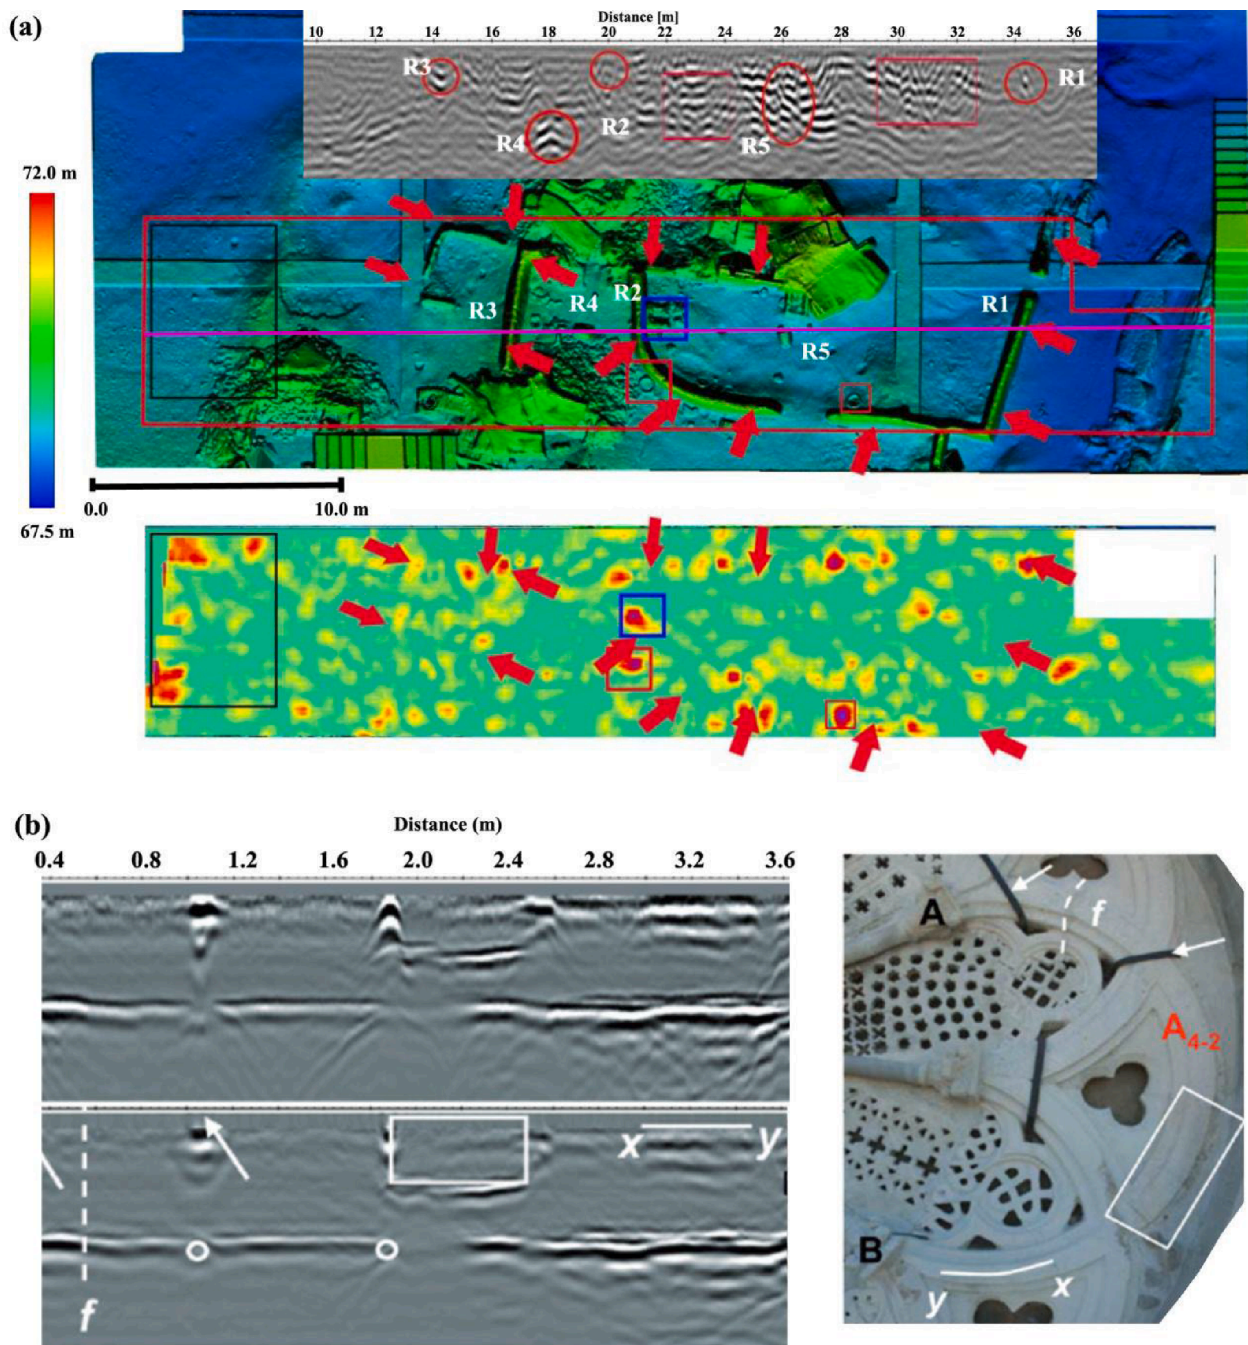 (a)
Distance [m]
10 12 14 16 18 20 22 24 26 28 30 32 34 36
R3
R1
R4
R2
R5
72.0 m
67.5 m
R3
R4
R2
R5
R1
0.0
10.0 m
(b)
Distance (m)
0.4 0.8 1.2 1.6 2.0 2.4 2.8 3.2 3.6
x y
f
A
f
A4-2
B
y
x